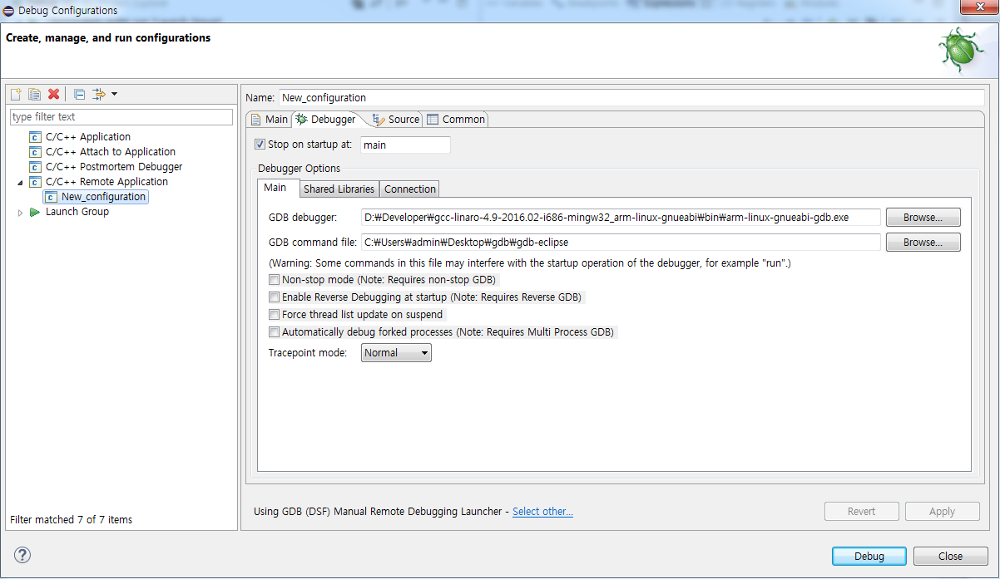 Debug Configurations
Create, manage, and run configurations
type filter text
C/C++ Application
C/C++ Attach to Application
C/C++ Postmortem Debugger
C/C++ Remote Application
New_configuration
Launch Group
Filter matched 7 of 7 items
Name: New_configuration
Main Debugger Source Common
Stop on startup at: main
Debugger Options
Main Shared Libraries Connection
GDB debugger: D:₩Developer₩gcc-linaro-4.9-2016.02-i686-mingw32_arm-linux-gnueabi₩bin₩arm-linux-gnueabi-gdb.exe Browse...
GDB command file: C:₩Users₩admin₩Desktop₩gdb₩gdb-eclipse Browse...
(Warning: Some commands in this file may interfere with the startup operation of the debugger, for example "run".)
Non-stop mode (Note: Requires non-stop GDB)
Enable Reverse Debugging at startup (Note: Requires Reverse GDB)
Force thread list update on suspend
Automatically debug forked processes (Note: Requires Multi Process GDB)
Tracepoint mode: Normal
Using GDB (DSF) Manual Remote Debugging Launcher - Select other... Revert Apply
Debug Close